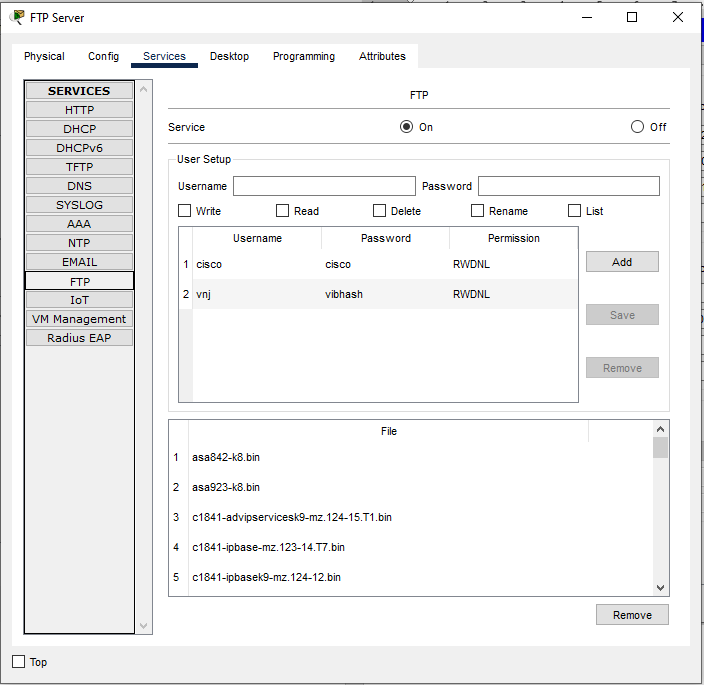 FTP Server
Physical Config Services Desktop Programming Attributes
SERVICES
HTTP
DHCP
DHCPv6
TFTP
DNS
SYSLOG
AAA
NTP
EMAIL
FTP
IoT
VM Management
Radius EAP
FTP
Service On Off
User Setup
Username Password
Write Read Delete Rename List
Username Password Permission
1 cisco cisco RWDNL
2 vnj vibhash RWDNL
Add
Save
Remove
File
1 asa842-k8.bin
2 asa923-k8.bin
3 c1841-advipservicesk9-mz.124-15.T1.bin
4 c1841-ipbase-mz.123-14.T7.bin
5 c1841-ipbasek9-mz.124-12.bin
Remove
Top